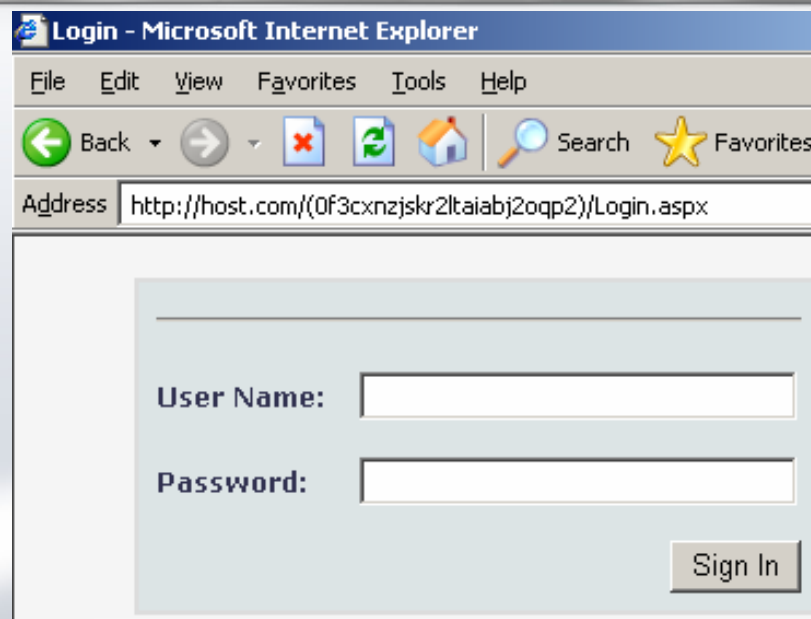 Login - Microsoft Internet Explorer
File Edit View Favorites Tools Help
Back Search Favorites
Address http://host.com/(0f3cxnzjskr2ltaiabj2oqp2)/Login.aspx
User Name:
Password:
Sign In